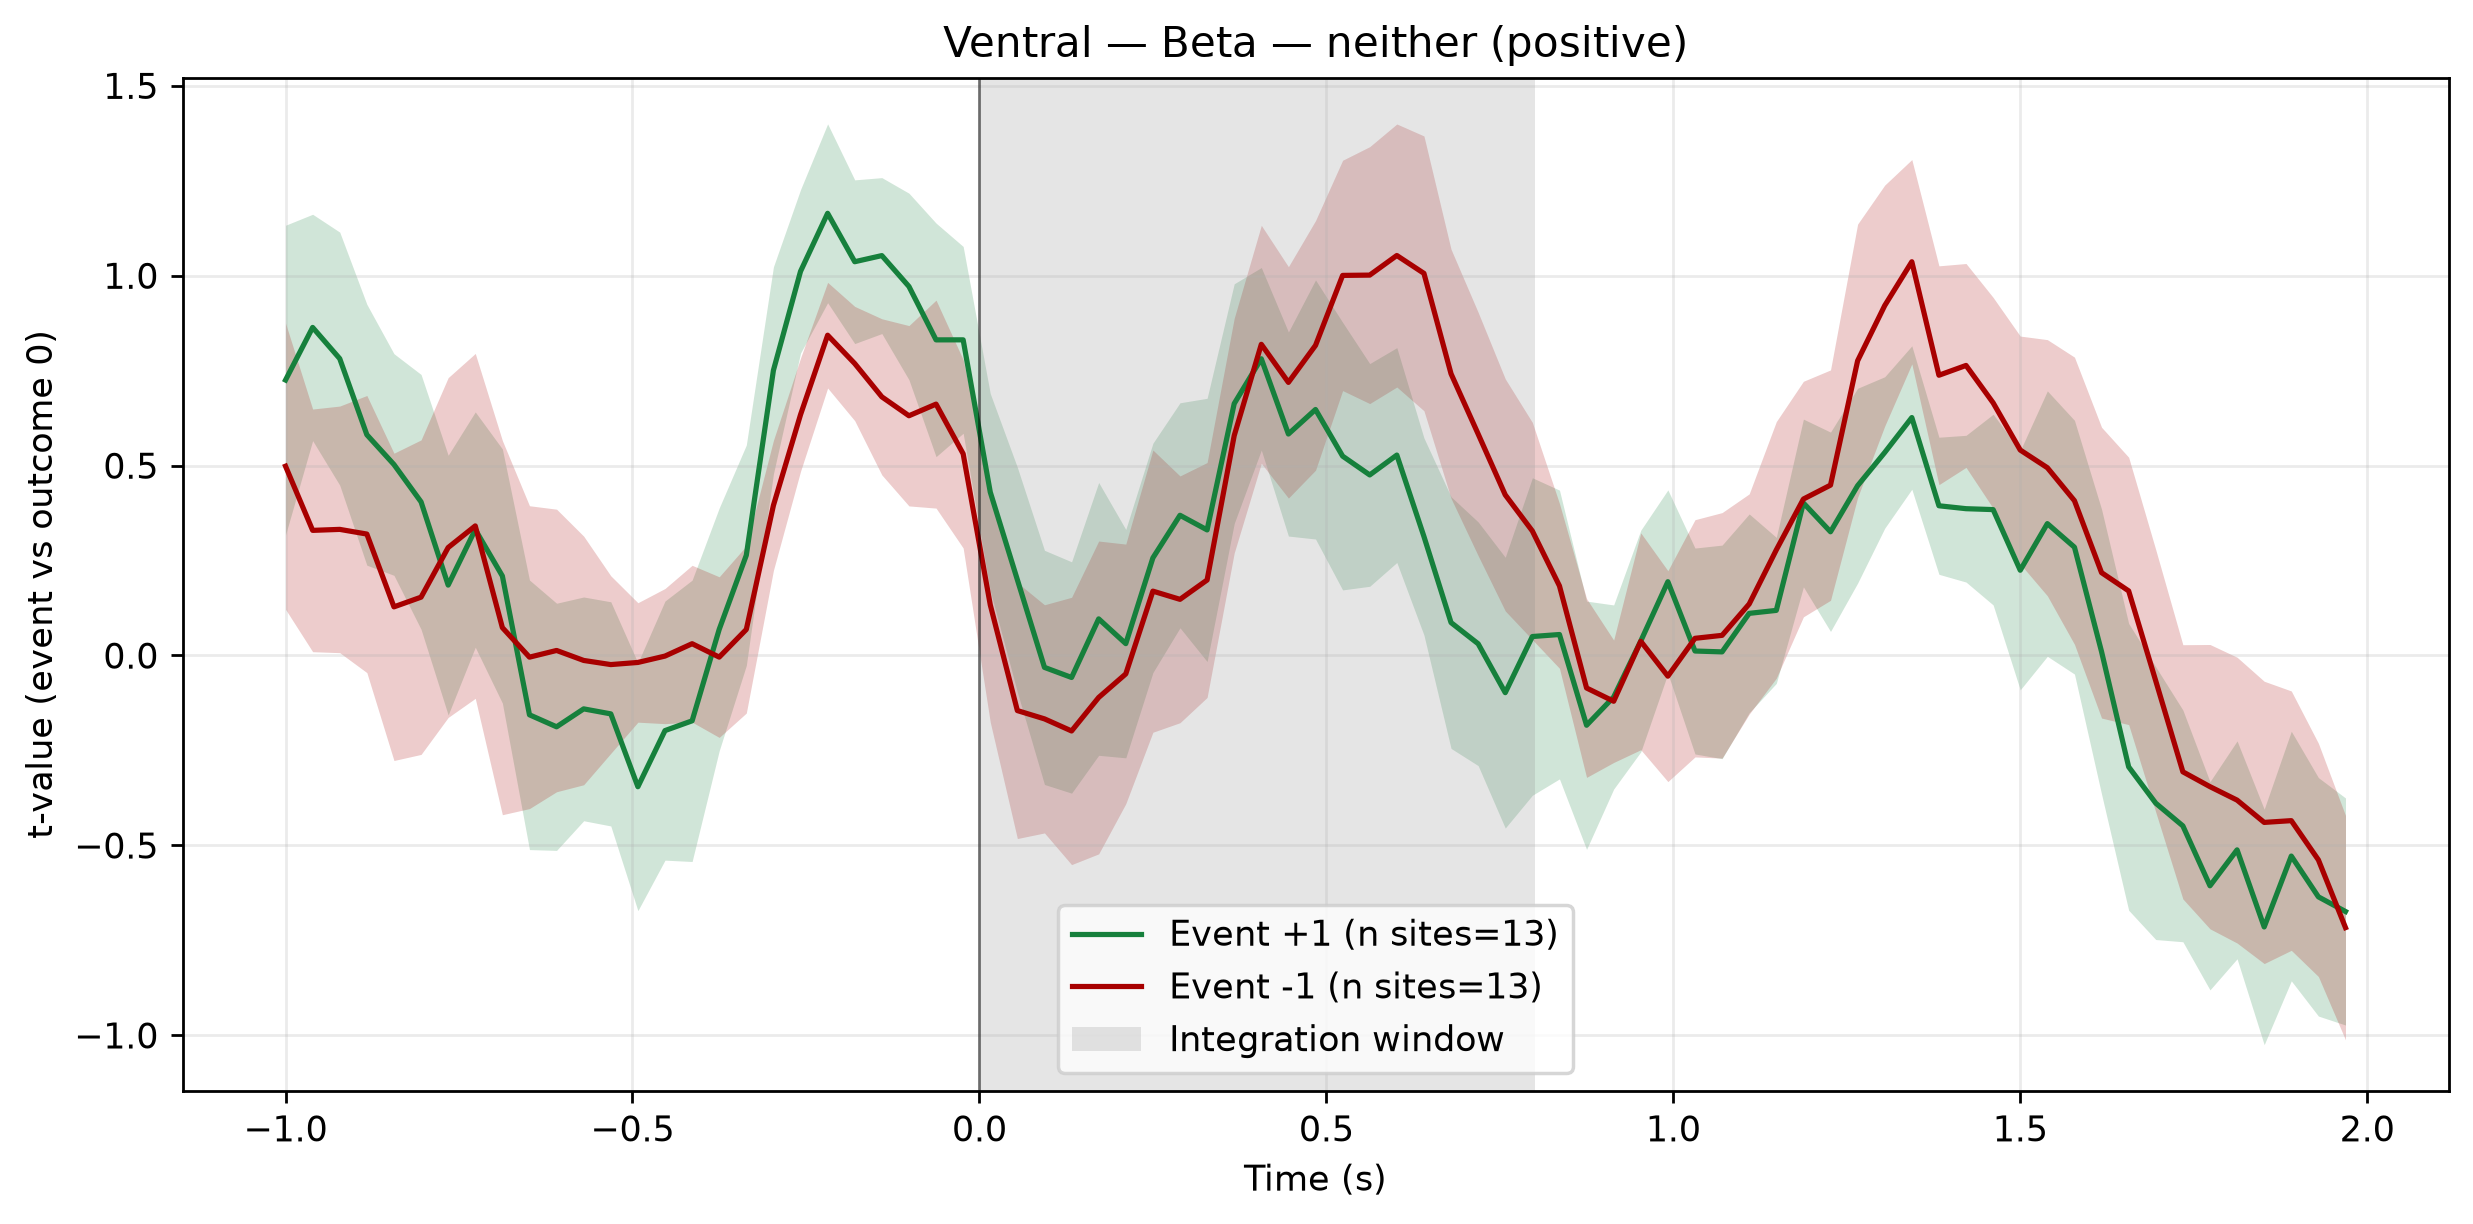 Ventral — Beta — neither (positive)
t-value (event vs outcome 0)
1.5
1.0
0.5
0.0
−0.5
−1.0
Event +1 (n sites=13)
Event -1 (n sites=13)
Integration window
−1.0
−0.5
0.0
0.5
1.0
1.5
2.0
Time (s)